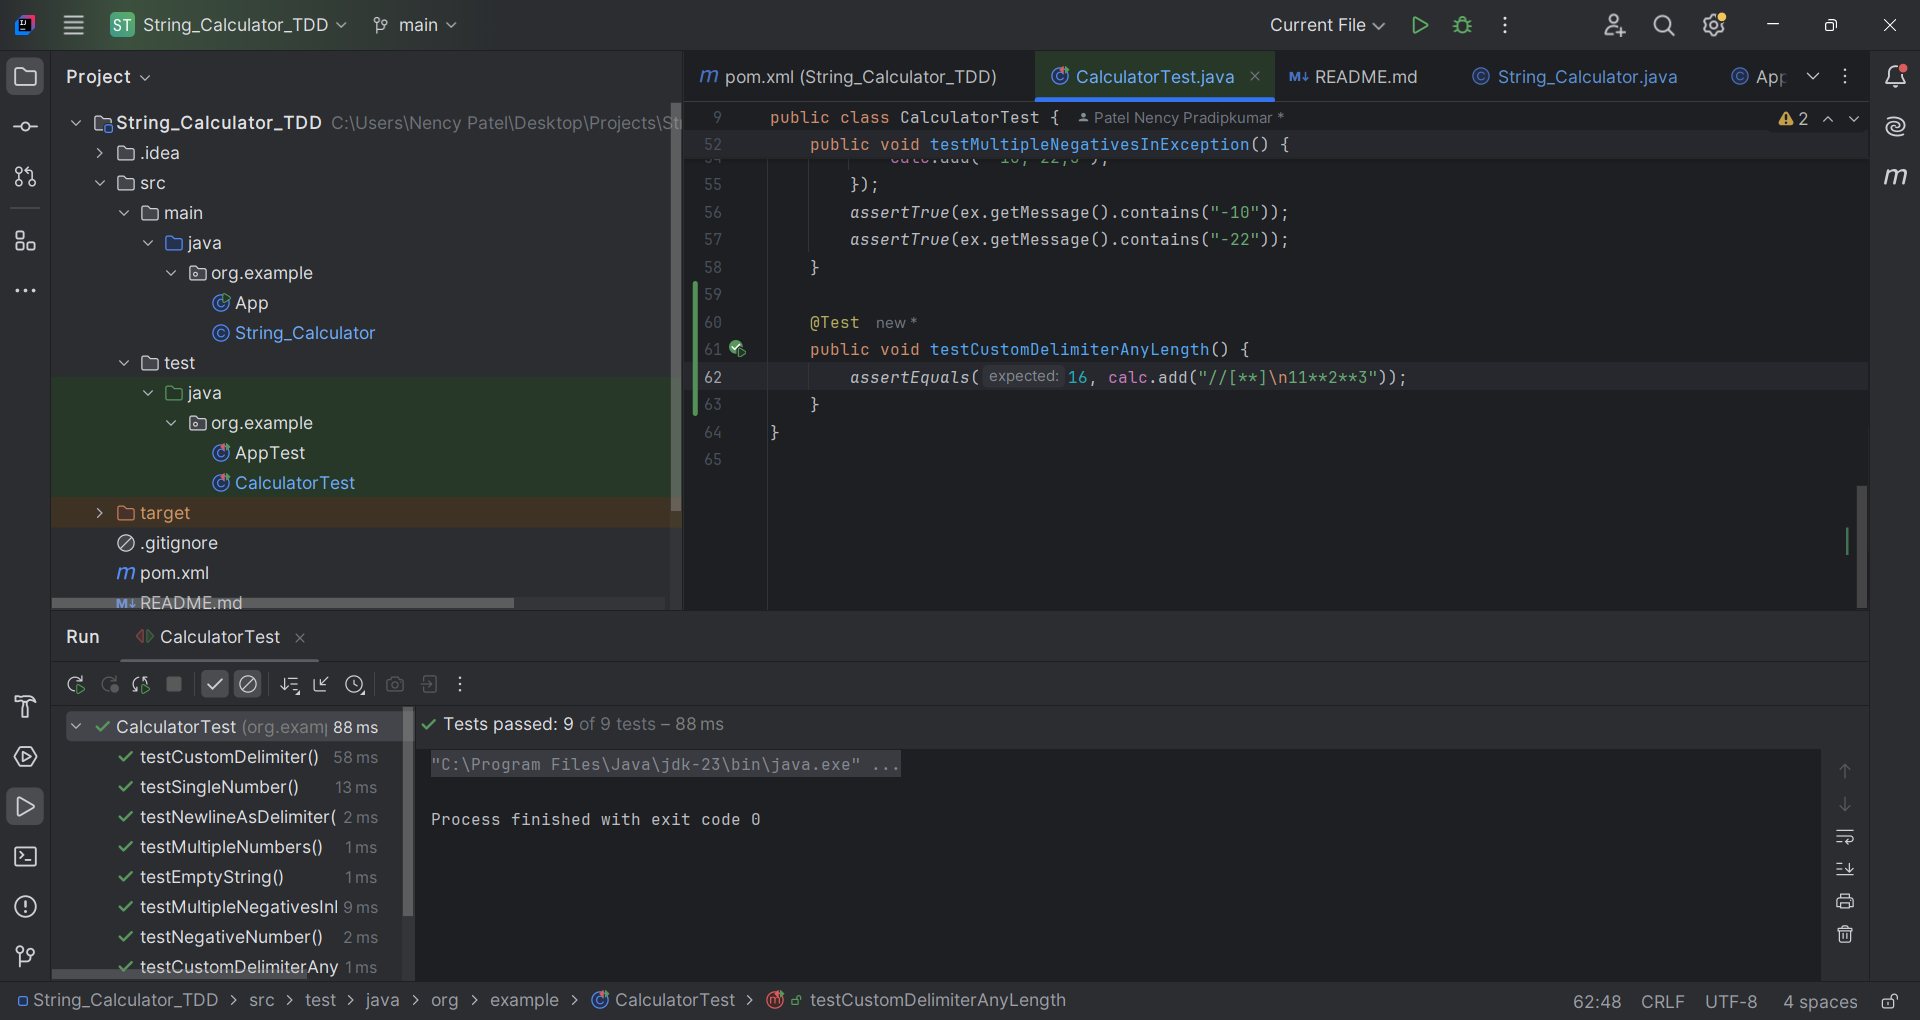 ST String_Calculator_TDD main Current File
Project
String_Calculator_TDD C:\Users\Nency Patel\Desktop\Projects\Str
.idea
src
main
java
org.example
App
String_Calculator
test
java
org.example
AppTest
CalculatorTest
target
.gitignore
m pom.xml
M↓ README.md
m pom.xml (String_Calculator_TDD) CalculatorTest.java M↓ README.md String_Calculator.java App
9 public class CalculatorTest { Patel Nency Pradipkumar *
2
52 public void testMultipleNegativesInException() {
55 });
56 assertTrue(ex.getMessage().contains("-10"));
57 assertTrue(ex.getMessage().contains("-22"));
58 }
59
60 @Test new *
61 public void testCustomDelimiterAnyLength() {
62 assertEquals( expected: 16, calc.add("//[**]\n11**2**3"));
63 }
64 }
65
m
Run CalculatorTest
CalculatorTest (org.examp 88 ms
testCustomDelimiter() 58 ms
testSingleNumber() 13 ms
testNewlineAsDelimiter( 2 ms
testMultipleNumbers() 1 ms
testEmptyString() 1 ms
testMultipleNegativesInI 9 ms
testNegativeNumber() 2 ms
testCustomDelimiterAny 1 ms
Tests passed: 9 of 9 tests – 88 ms
"C:\Program Files\Java\jdk-23\bin\java.exe" ...
Process finished with exit code 0
String_Calculator_TDD > src > test > java > org > example > CalculatorTest > testCustomDelimiterAnyLength
62:48 CRLF UTF-8 4 spaces